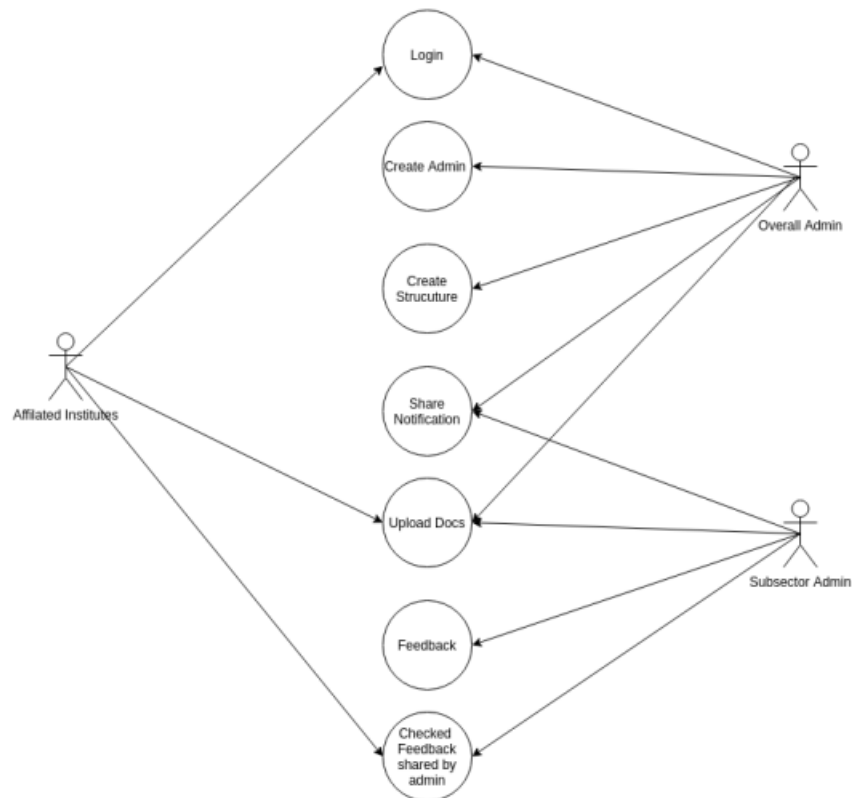 Login
Create Admin
Overall Admin
Create
Strucuture
Share
Notification
Affilated Institutes
Upload Docs
Subsector Admin
Feedback
Checked
Feedback
shared by
admin